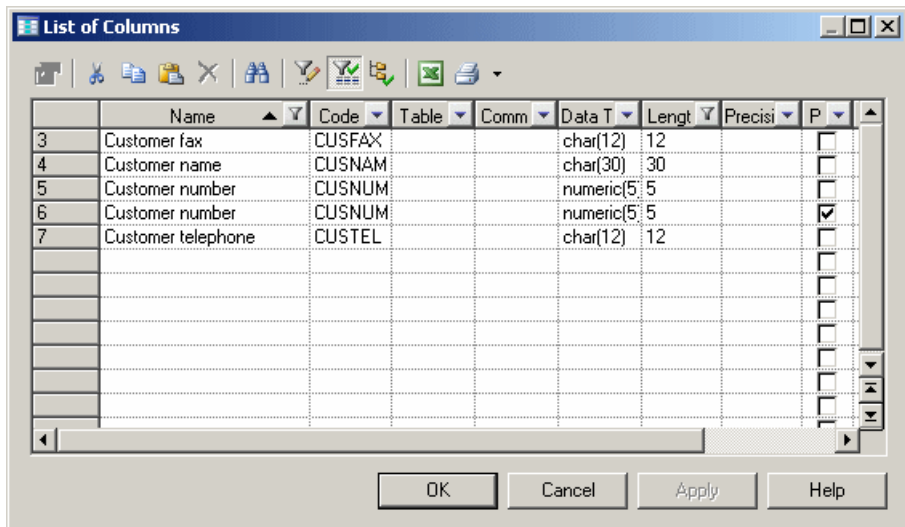 List of Columns
Name Code Table Comm Data T Lengt Precisi P
3 Customer fax CUSFAX char(12) 12
4 Customer name CUSNAM char(30) 30
5 Customer number CUSNUM numeric(5 5
6 Customer number CUSNUM numeric(5 5
7 Customer telephone CUSTEL char(12) 12
OK Cancel Apply Help